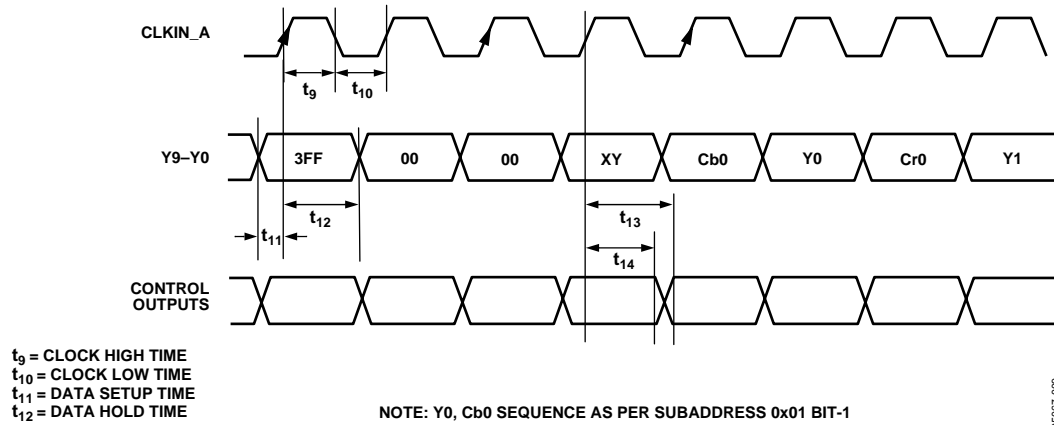 CLKIN_A
t9 t10
Y9–Y0 3FF 00 00 XY Cb0 Y0 Cr0 Y1
t12 t13
t11 t14
CONTROL
OUTPUTS
t9 = CLOCK HIGH TIME
t10 = CLOCK LOW TIME
t11 = DATA SETUP TIME
t12 = DATA HOLD TIME
NOTE: Y0, Cb0 SEQUENCE AS PER SUBADDRESS 0x01 BIT-1